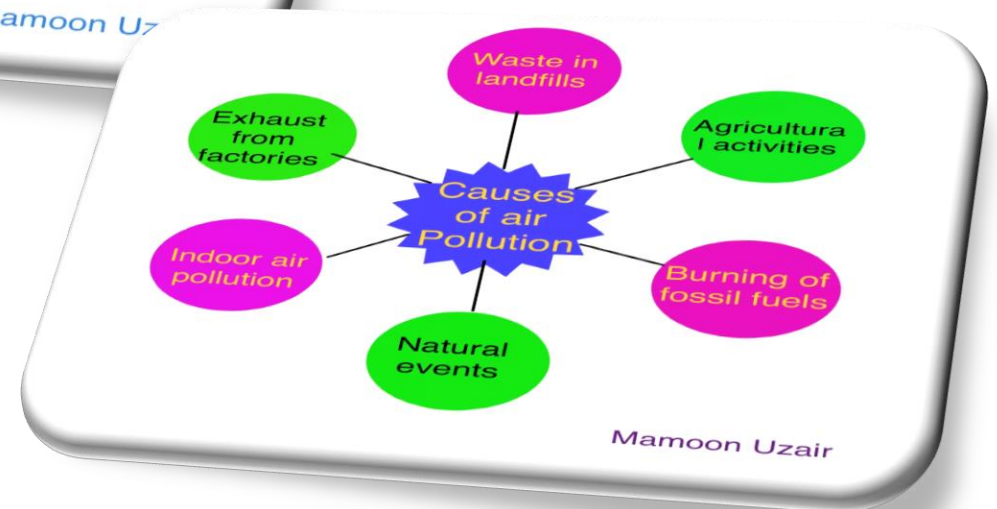 amoon Uz
Waste in
landfills
Exhaust
from
factories
Agricultura
l activities
Causes
of air
Pollution
Indoor air
pollution
Burning of
fossil fuels
Natural
events
Mamoon Uzair